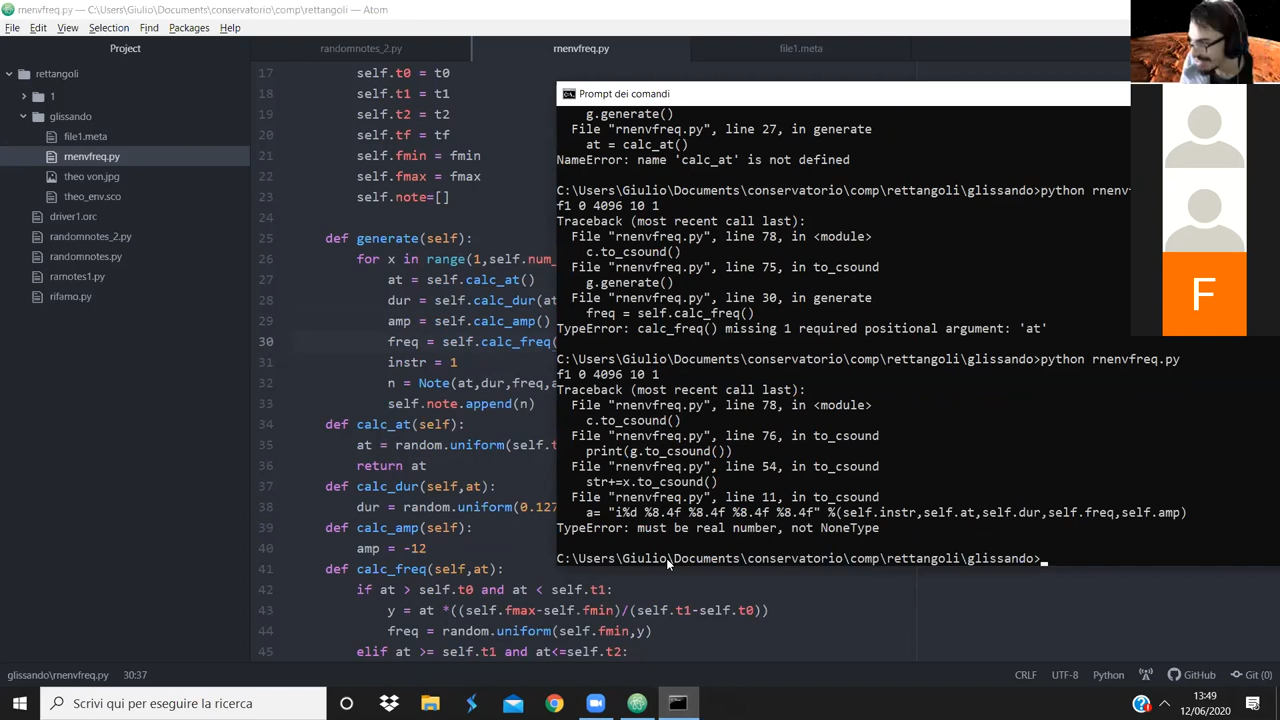 rnenvfreq.py — C:\Users\Giulio\Documents\conservatorio\comp\rettangoli — Atom
File Edit View Selection Find Packages Help
Project
rettangoli
1
glissando
file1.meta
rnenvfreq.py
theo von.jpg
theo_env.sco
driver1.orc
randomnotes_2.py
randomnotes.py
rarnotes1.py
rifamo.py
randomnotes_2.py rnenvfreq.py file1.meta
17 self.t0 = t0
18 self.t1 = t1
19 self.t2 = t2
20 self.tf = tf
21 self.fmin = fmin
22 self.fmax = fmax
23 self.note=[]
24
25 def generate(self):
26 for x in range(1,self.num_
27 at = self.calc_at()
28 dur = self.calc_dur(at
29 amp = self.calc_amp()
30 freq = self.calc_freq(
31 instr = 1
32 n = Note(at,dur,freq,a
33 self.note.append(n)
34 def calc_at(self):
35 at = random.uniform(self.t
36 return at
37 def calc_dur(self,at):
38 dur = random.uniform(0.127
39 def calc_amp(self):
40 amp = -12
41 def calc_freq(self,at):
42 if at > self.t0 and at < self.t1:
43 y = at *((self.fmax-self.fmin)/(self.t1-self.t0))
44 freq = random.uniform(self.fmin,y)
45 elif at >= self.t1 and at<=self.t2:
Prompt dei comandi
g.generate()
File "rnenvfreq.py", line 27, in generate
at = calc_at()
NameError: name 'calc_at' is not defined
C:\Users\Giulio\Documents\conservatorio\comp\rettangoli\glissando>python rnenv
f1 0 4096 10 1
Traceback (most recent call last):
File "rnenvfreq.py", line 78, in <module>
c.to_csound()
File "rnenvfreq.py", line 75, in to_csound
g.generate()
File "rnenvfreq.py", line 30, in generate
freq = self.calc_freq()
TypeError: calc_freq() missing 1 required positional argument: 'at'
C:\Users\Giulio\Documents\conservatorio\comp\rettangoli\glissando>python rnenvfreq.py
f1 0 4096 10 1
Traceback (most recent call last):
File "rnenvfreq.py", line 78, in <module>
c.to_csound()
File "rnenvfreq.py", line 76, in to_csound
print(g.to_csound())
File "rnenvfreq.py", line 54, in to_csound
str+=x.to_csound()
File "rnenvfreq.py", line 11, in to_csound
a= "i%d %8.4f %8.4f %8.4f %8.4f" %(self.instr,self.at,self.dur,self.freq,self.amp)
TypeError: must be real number, not NoneType
C:\Users\Giulio\Documents\conservatorio\comp\rettangoli\glissando>
F
glissando\rnenvfreq.py 30:37 CRLF UTF-8 Python GitHub Git (0)
Scrivi qui per eseguire la ricerca
13:49
12/06/2020